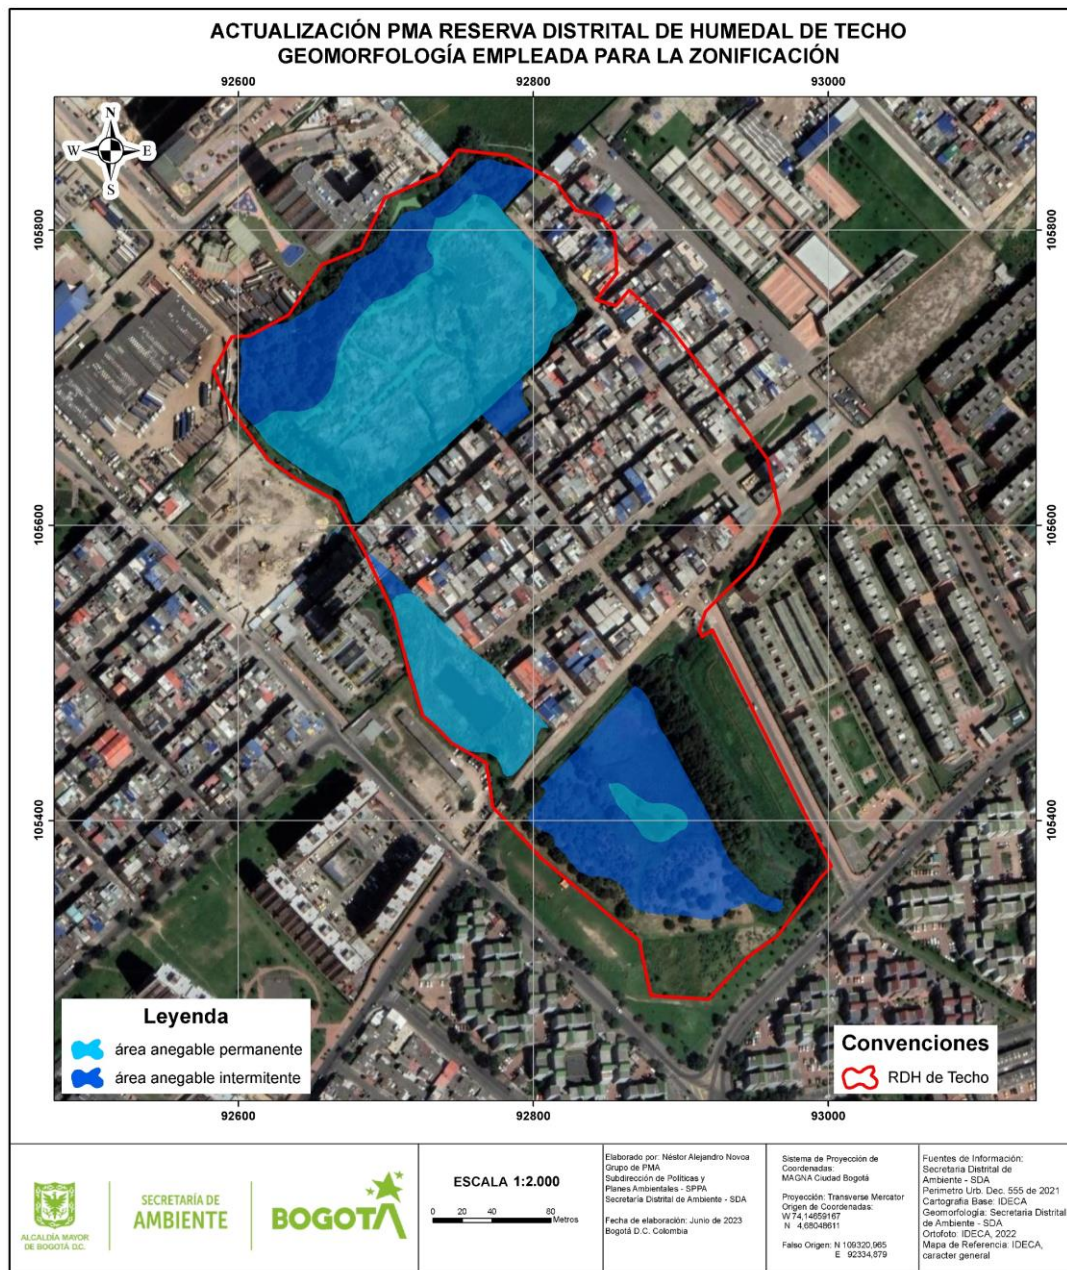 ACTUALIZACIÓN PMA RESERVA DISTRITAL DE HUMEDAL DE TECHO
GEOMORFOLOGÍA EMPLEADA PARA LA ZONIFICACIÓN
92600
92800
93000
N
W
E
S
105800
105800
105600
105600
105400
105400
Leyenda
área anegable permanente
área anegable intermitente
Convenciones
RDH de Techo
92600
92800
93000
ALCALDÍA MAYOR
DE BOGOTÁ D.C.
SECRETARÍA DE
AMBIENTE
BOGOTÁ
ESCALA 1:2.000
0 20 40 80
Metros
Elaborado por: Néstor Alejandro Novoa
Grupo de PMA
Subdirección de Políticas y
Planes Ambientales - SPPA
Secretaría Distrital de Ambiente - SDA
Fecha de elaboración: Junio de 2023
Bogotá D.C. Colombia
Sistema de Proyección de
Coordenadas:
MAGNA Ciudad Bogotá
Proyección: Transverse Mercator
Origen de Coordenadas:
W 74,14659167
N 4,68048611
Falso Origen: N 109320,965
E 92334,879
Fuentes de Información:
Secretaria Distrital de
Ambiente - SDA
Perimetro Urb. Dec. 555 de 2021
Cartografia Base: IDECA
Geomorfología: Secretaria Distrital
de Ambiente - SDA
Ortofoto: IDECA, 2022
Mapa de Referencia: IDECA,
caracter general